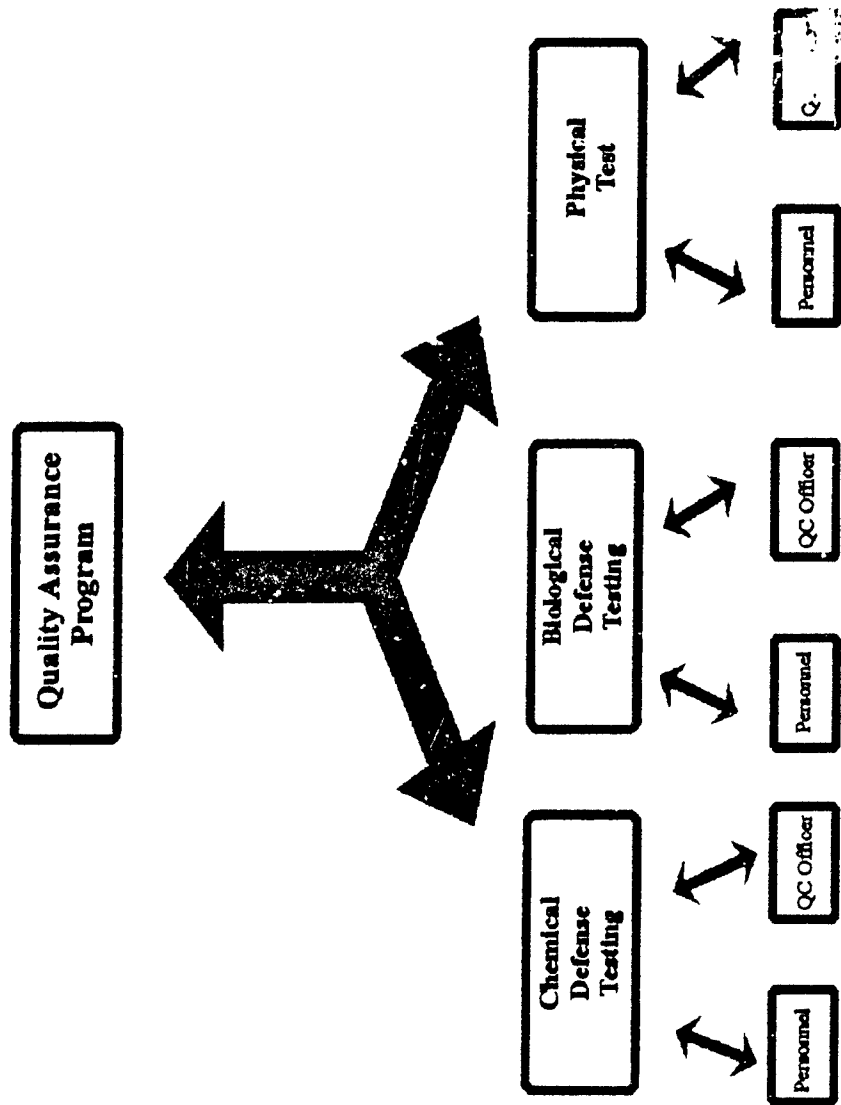 Quality Assurance
Program
Chemical
Defense
Testing
Biological
Defense
Testing
Physical
Test
Personnel
QC Officer
Personnel
QC Officer
Personnel